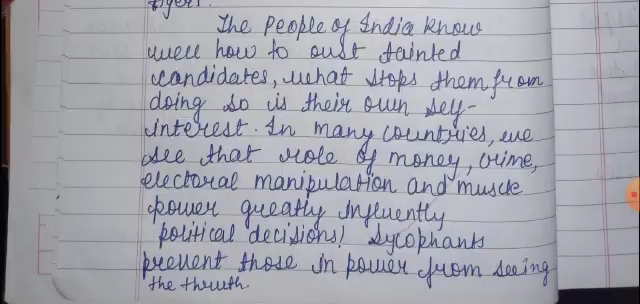 tigers.
The People of India know
well how to oust tainted
candidates, what stops them from
doing so is their own self-
interest. In many countries, we
see that role of money, crime,
electoral manipulation and muscle
power greatly influently
political decisions! Sycophants
prevent those in power from seeing
the thruth.